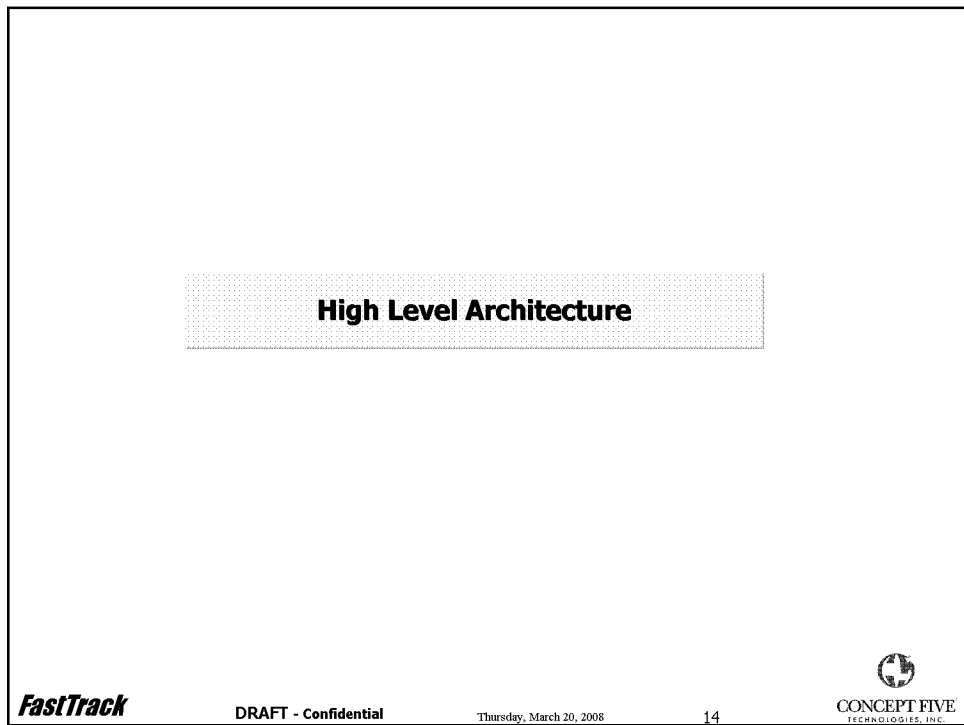 High Level Architecture
FastTrack
DRAFT - Confidential
Thursday, March 20, 2008
14
CONCEPT FIVE
TECHNOLOGIES, INC.